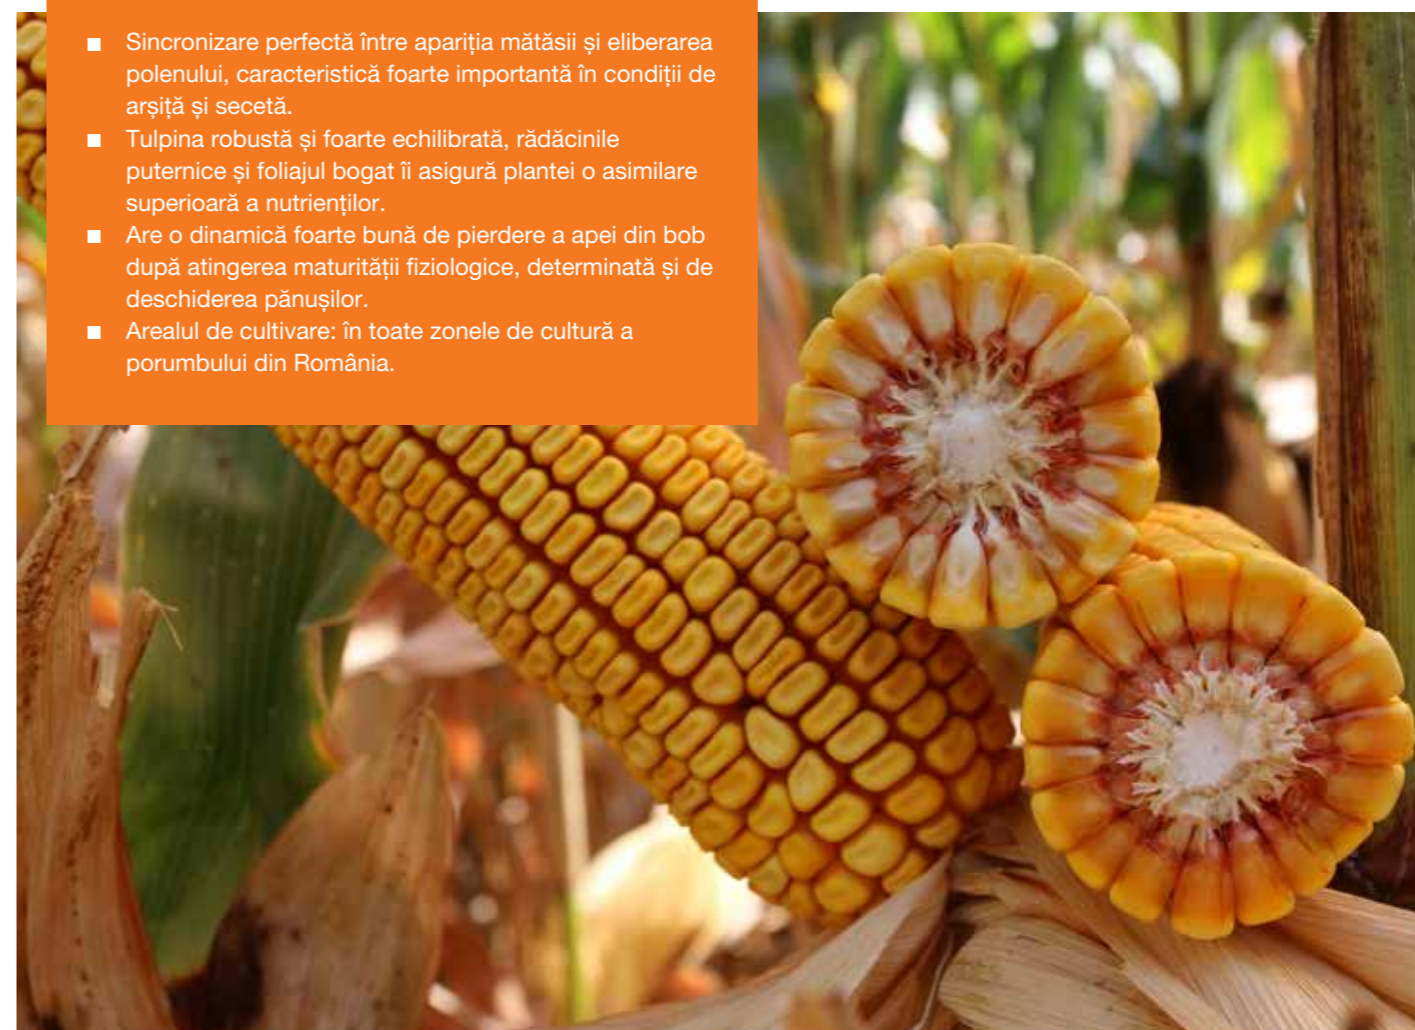 Sincronizare perfectă între apariția mătăsii și eliberarea
polenului, caracteristică foarte importantă în condiții de
arșiță și secetă.
Tulpina robustă și foarte echilibrată, rădăcinile
puternice și foliajul bogat îi asigură plantei o asimilare
superioară a nutrienților.
Are o dinamică foarte bună de pierdere a apei din bob
după atingerea maturității fiziologice, determinată și de
deschiderea pănușilor.
Arealul de cultivare: în toate zonele de cultură a
porumbului din România.